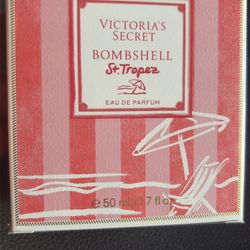 VICTORIA'S
SECRET
BOMBSHELL
St. Tropez
EAU DE PARFUM
℮ 50 ml/1.7 fl oz